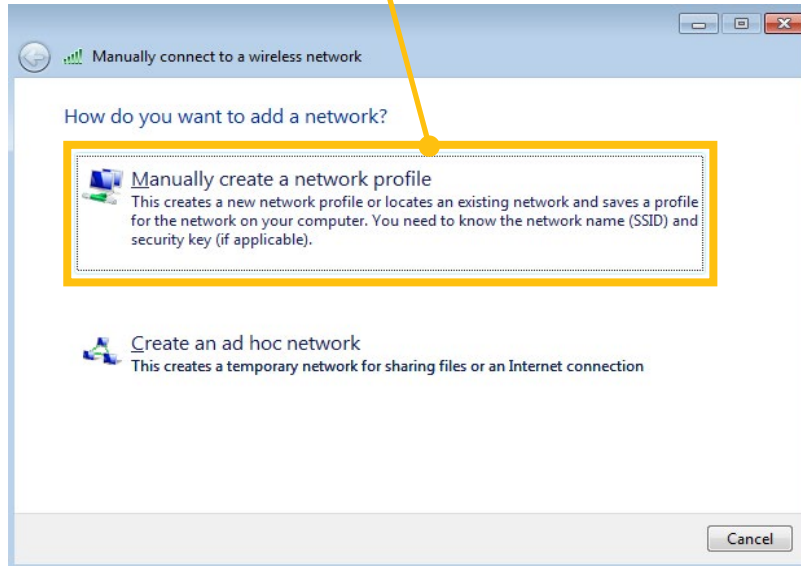 Manually connect to a wireless network
How do you want to add a network?
Manually create a network profile
This creates a new network profile or locates an existing network and saves a profile
for the network on your computer. You need to know the network name (SSID) and
security key (if applicable).
Create an ad hoc network
This creates a temporary network for sharing files or an Internet connection
Cancel